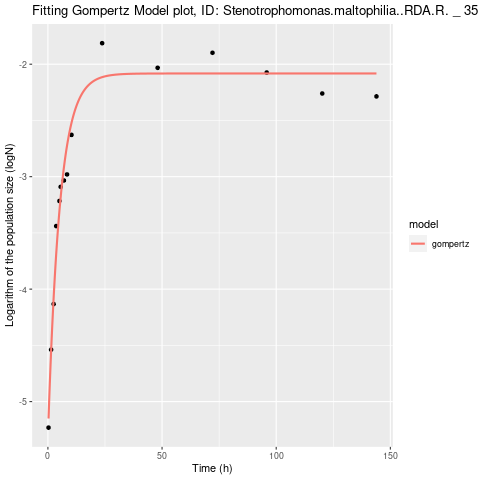 Fitting Gompertz Model plot, ID: Stenotrophomonas.maltophilia..RDA.R. _ 35
-2
-3
-4
-5
Logarithm of the population size (logN)
0
50
100
150
Time (h)
model
gompertz